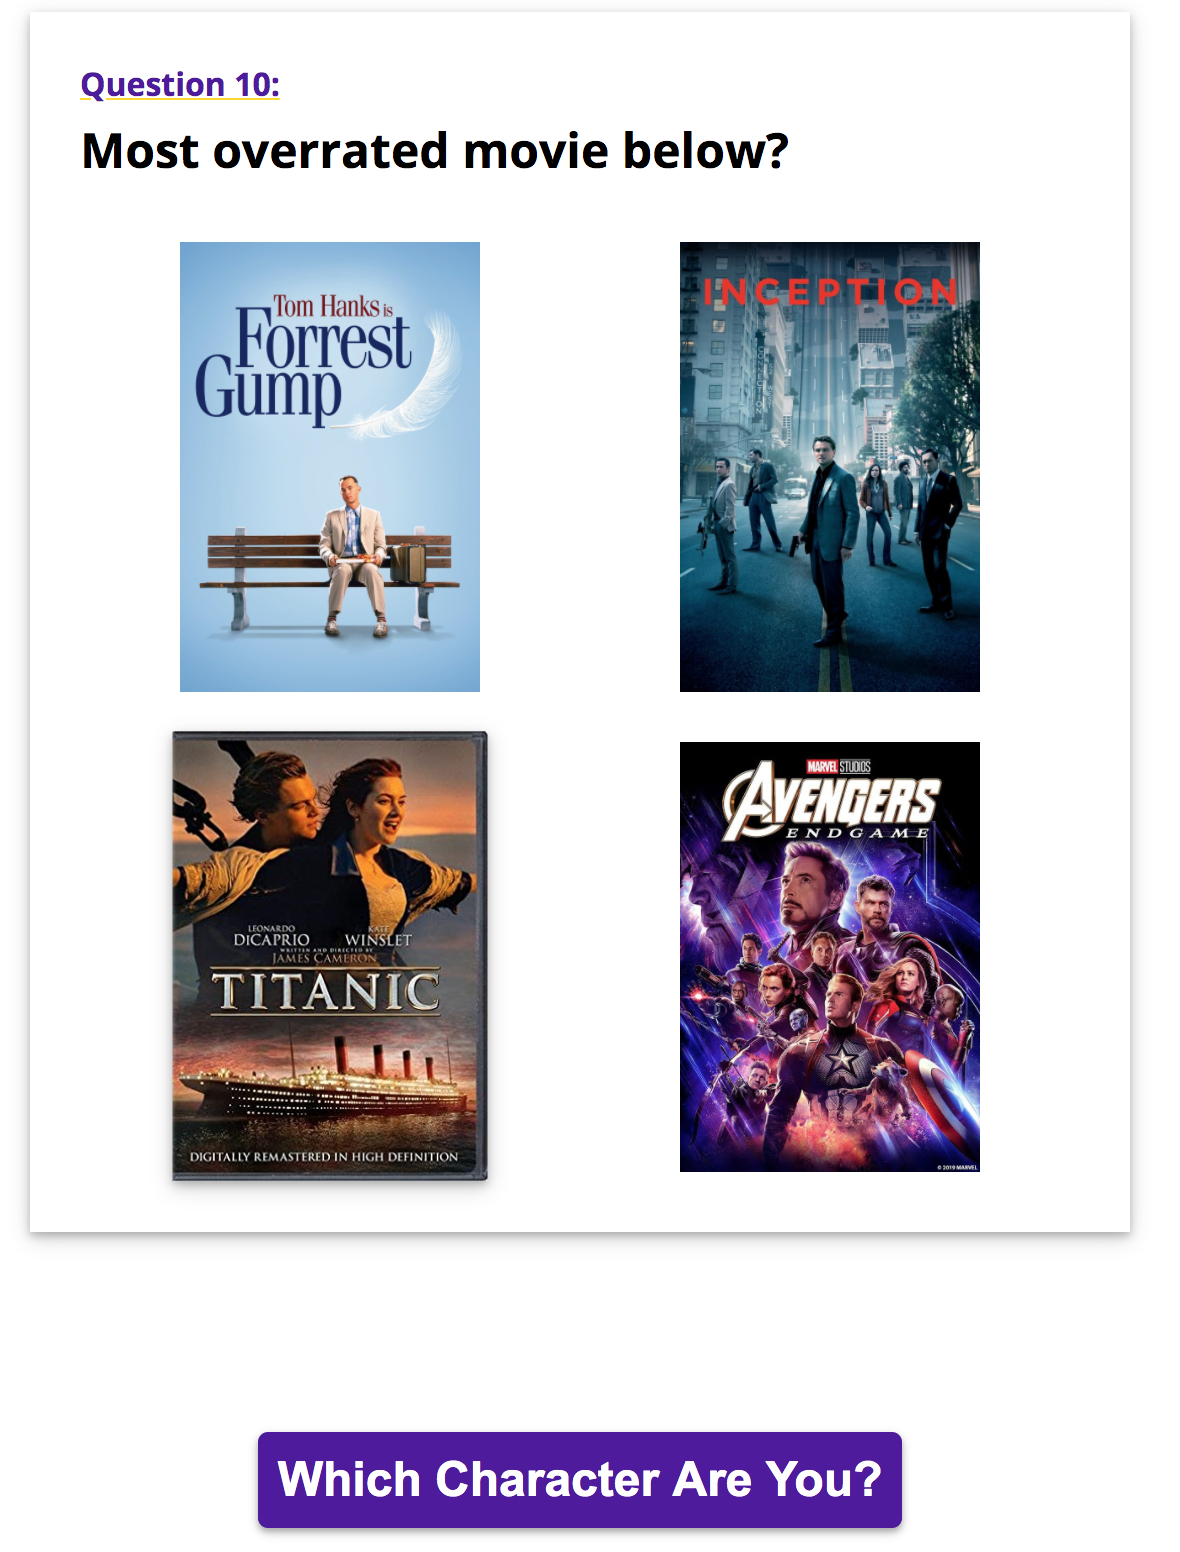 Question 10:
Most overrated movie below?
Tom Hanks is
Forrest
Gump
INCEPTION
LEONARDO KATE
DICAPRIO WINSLET
WRITTEN AND DIRECTED BY
JAMES CAMERON
TITANIC
DIGITALLY REMASTERED IN HIGH DEFINITION
MARVEL STUDIOS
AVENGERS
ENDGAME
© 2019 MARVEL
Which Character Are You?